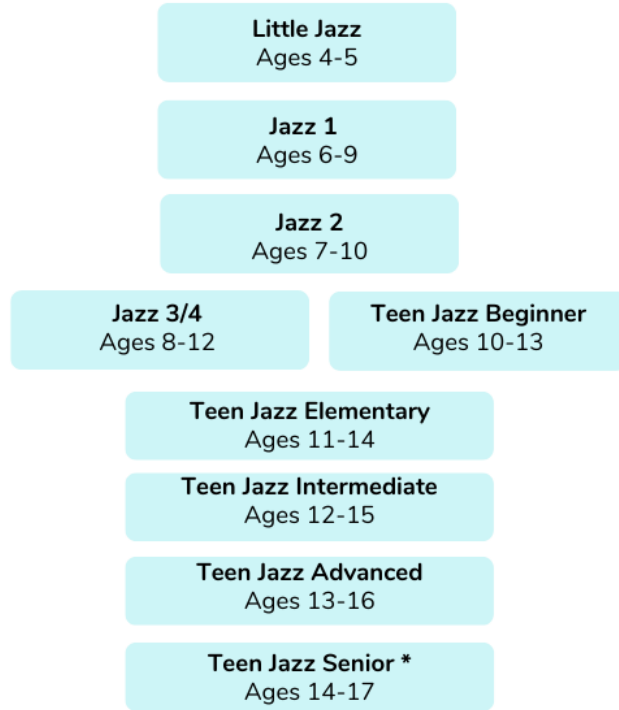 Little Jazz
Ages 4-5
Jazz 1
Ages 6-9
Jazz 2
Ages 7-10
Jazz 3/4
Ages 8-12
Teen Jazz Beginner
Ages 10-13
Teen Jazz Elementary
Ages 11-14
Teen Jazz Intermediate
Ages 12-15
Teen Jazz Advanced
Ages 13-16
Teen Jazz Senior *
Ages 14-17